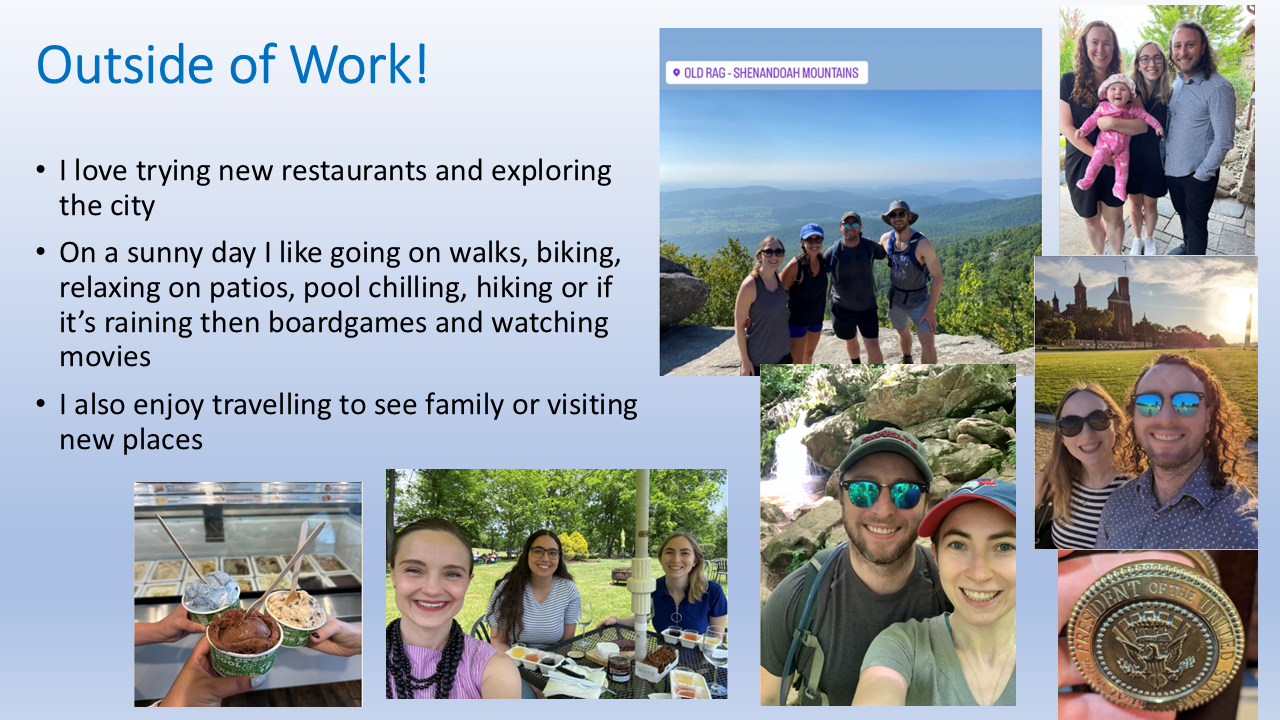 Outside of Work!
• I love trying new restaurants and exploring
the city
• On a sunny day I like going on walks, biking,
relaxing on patios, pool chilling, hiking or if
it’s raining then boardgames and watching
movies
• I also enjoy travelling to see family or visiting
new places
OLD RAG - SHENANDOAH MOUNTAINS
PRESIDENT OF THE UNITED